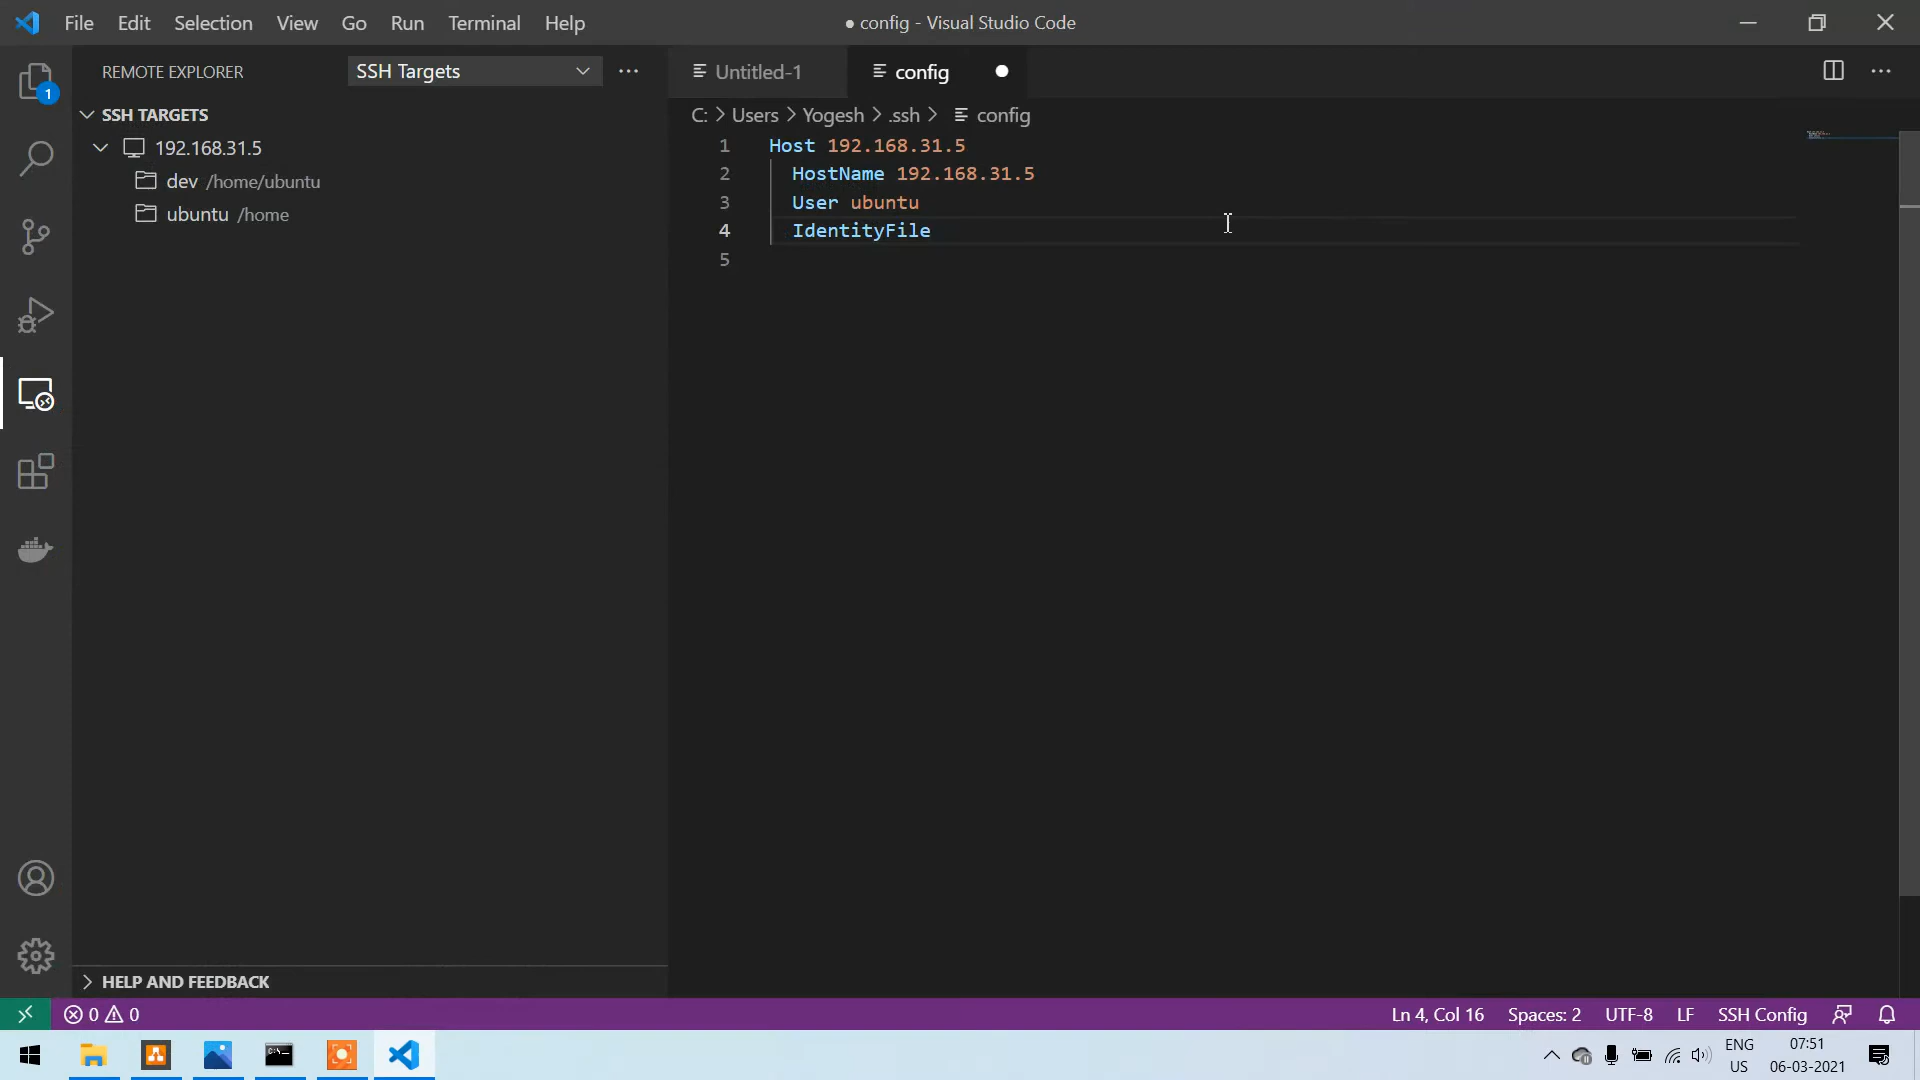 File Edit Selection View Go Run Terminal Help
● config - Visual Studio Code
REMOTE EXPLORER
SSH Targets
Untitled-1
config
SSH TARGETS
192.168.31.5
dev /home/ubuntu
ubuntu /home
C: > Users > Yogesh > .ssh > config
1 Host 192.168.31.5
2 HostName 192.168.31.5
3 User ubuntu
4 IdentityFile
5
1
HELP AND FEEDBACK
0 0
Ln 4, Col 16 Spaces: 2 UTF-8 LF SSH Config
ENG
US
07:51
06-03-2021